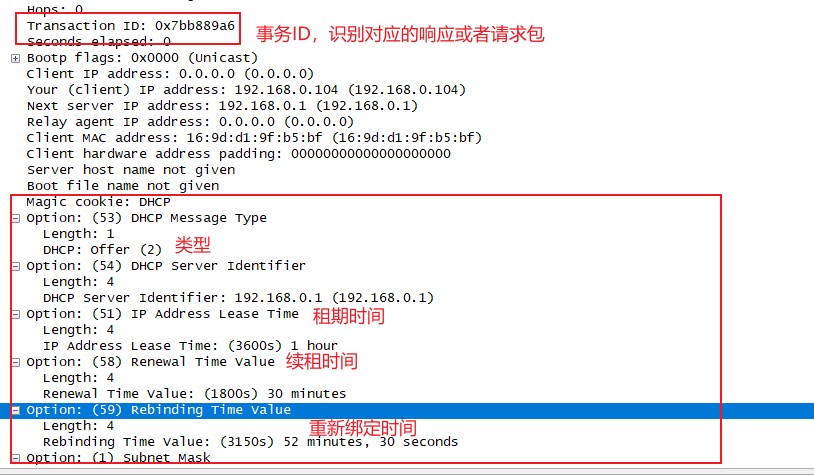 Hops: 0
Transaction ID: 0x7bb889a6
事务ID，识别对应的响应或者请求包
Seconds elapsed: 0
Bootp flags: 0x0000 (Unicast)
Client IP address: 0.0.0.0 (0.0.0.0)
Your (client) IP address: 192.168.0.104 (192.168.0.104)
Next server IP address: 192.168.0.1 (192.168.0.1)
Relay agent IP address: 0.0.0.0 (0.0.0.0)
Client MAC address: 16:9d:d1:9f:b5:bf (16:9d:d1:9f:b5:bf)
Client hardware address padding: 00000000000000000000
Server host name not given
Boot file name not given
Magic cookie: DHCP
Option: (53) DHCP Message Type
Length: 1
DHCP: Offer (2) 类型
Option: (54) DHCP Server Identifier
Length: 4
DHCP Server Identifier: 192.168.0.1 (192.168.0.1)
Option: (51) IP Address Lease Time 租期时间
Length: 4
IP Address Lease Time: (3600s) 1 hour
Option: (58) Renewal Time Value 续租时间
Length: 4
Renewal Time Value: (1800s) 30 minutes
Option: (59) Rebinding Time Value
Length: 4 重新绑定时间
Rebinding Time Value: (3150s) 52 minutes, 30 seconds
Option: (1) Subnet Mask